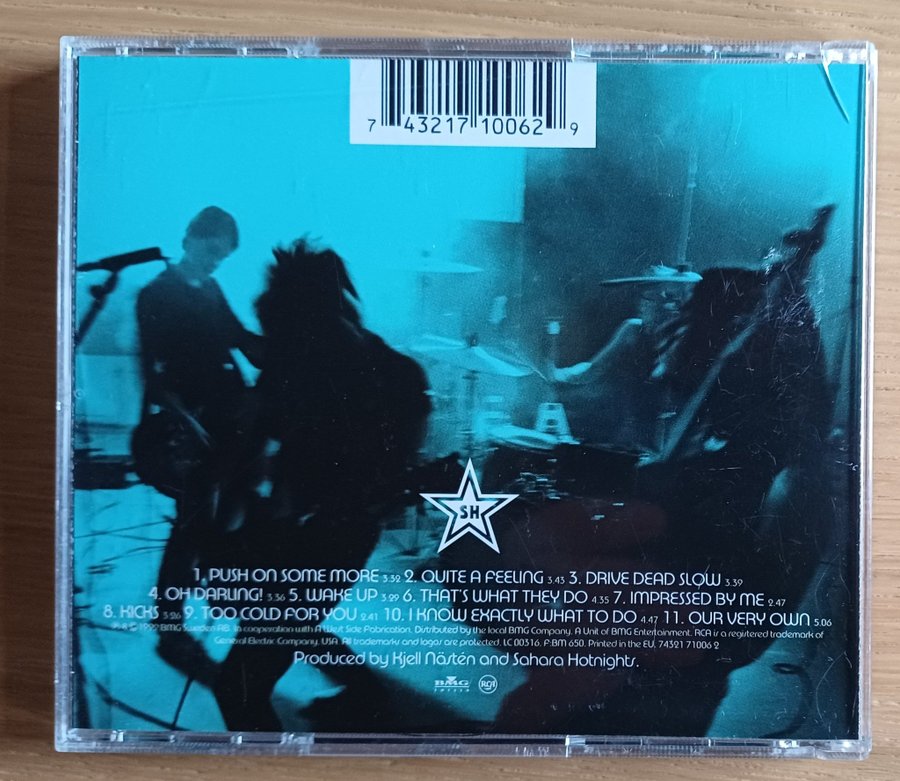 7 43217 10062 9
SH
1. PUSH ON SOME MORE 3.32 2. QUITE A FEELING 3.43 3. DRIVE DEAD SLOW 3.39
4. OH DARLING! 3.36 5. WAKE UP 3.29 6. THAT'S WHAT THEY DO 4.35 7. IMPRESSED BY ME 2.47
8. KICKS 3.26 9. TOO COLD FOR YOU 2.41 10. I KNOW EXACTLY WHAT TO DO 4.47 11. OUR VERY OWN 5.06
℗ & © 1999 BMG Sweden AB. In cooperation with A West Side Fabrication. Distributed by the local BMG Company. A Unit of BMG Entertainment. RCA is a registered trademark of
General Electric Company, USA. All trademarks and logos are protected. LC 00316. F: BM 650. Printed in the EU. 74321 71006 2
Produced by Kjell Nästén and Sahara Hotnights.
BMG RCA